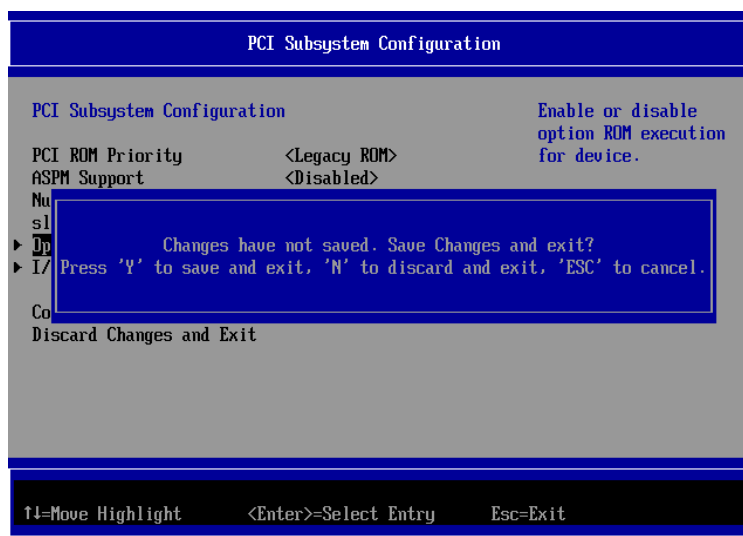 PCI Subsystem Configuration
PCI Subsystem Configuration
Enable or disable
option ROM execution
for device.
PCI ROM Priority <Legacy ROM>
ASPM Support <Disabled>
Changes have not saved. Save Changes and exit?
Press 'Y' to save and exit, 'N' to discard and exit, 'ESC' to cancel.
Discard Changes and Exit
↑↓=Move Highlight <Enter>=Select Entry Esc=Exit